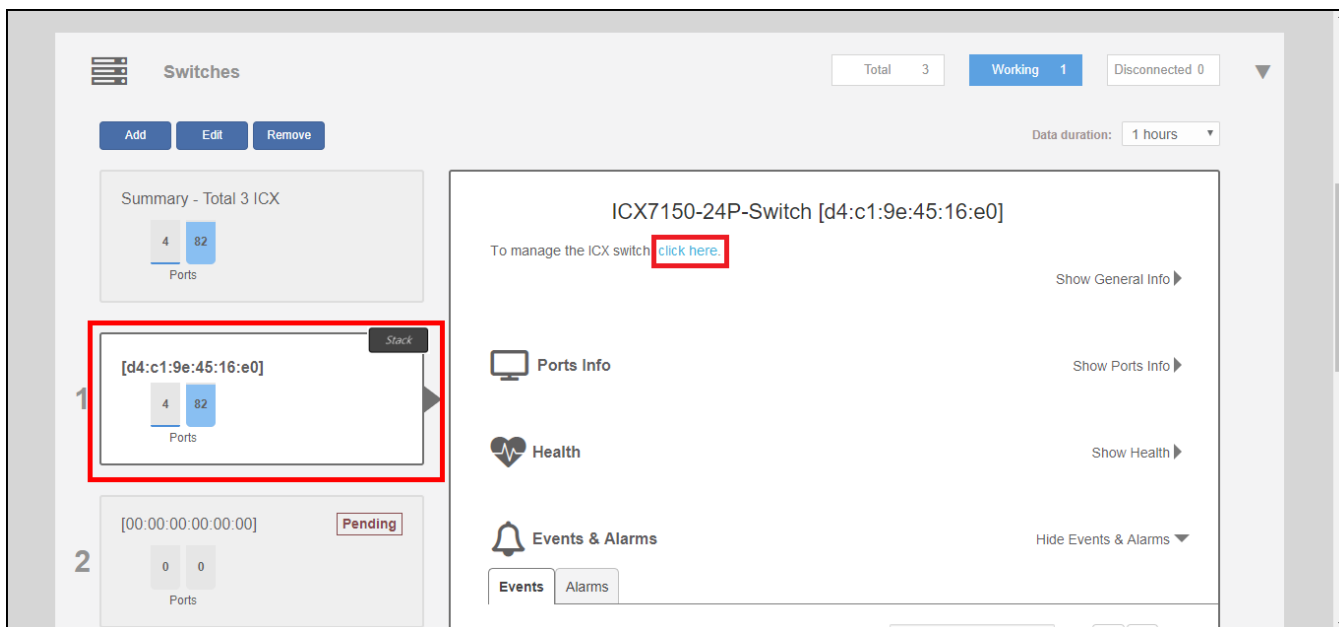 Switches
Total 3
Working 1
Disconnected 0
Add
Edit
Remove
Data duration: 1 hours
Summary - Total 3 ICX
4 82
Ports
1
Stack
[d4:c1:9e:45:16:e0]
4 82
Ports
2
[00:00:00:00:00:00] Pending
0 0
Ports
ICX7150-24P-Switch [d4:c1:9e:45:16:e0]
To manage the ICX switch click here.
Show General Info
Ports Info
Show Ports Info
Health
Show Health
Events & Alarms
Hide Events & Alarms
Events
Alarms